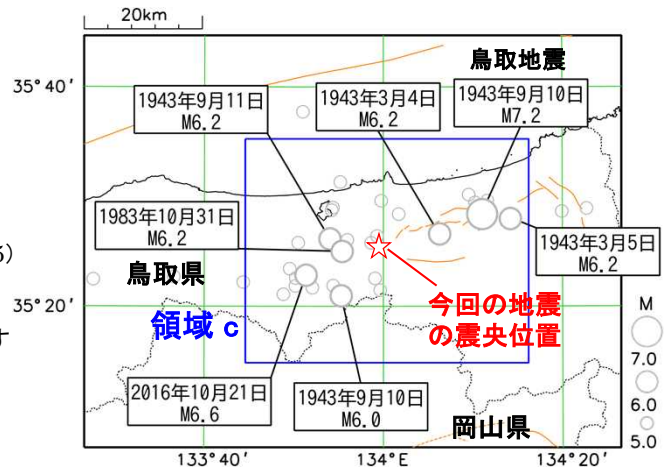 20km
35°40′
鳥取地震
1943年9月11日
M6.2
1943年3月4日
M6.2
1943年9月10日
M7.2
1983年10月31日
M6.2
1943年3月5日
M6.2
鳥取県
35°20′
領域 c
今回の地震
の震央位置
2016年10月21日
M6.6
1943年9月10日
M6.0
岡山県
M
7.0
6.0
5.0
133°40′
134°E
134°20′
)
す